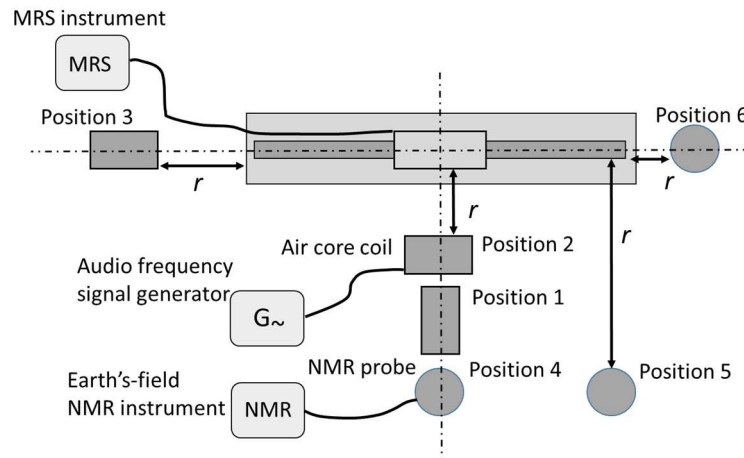 MRS instrument
MRS
Position 3
Position 6
r
r
r
r
Air core coil
Position 2
Audio frequency
signal generator
G~
Position 1
NMR probe
Position 4
Position 5
Earth's-field
NMR instrument
NMR